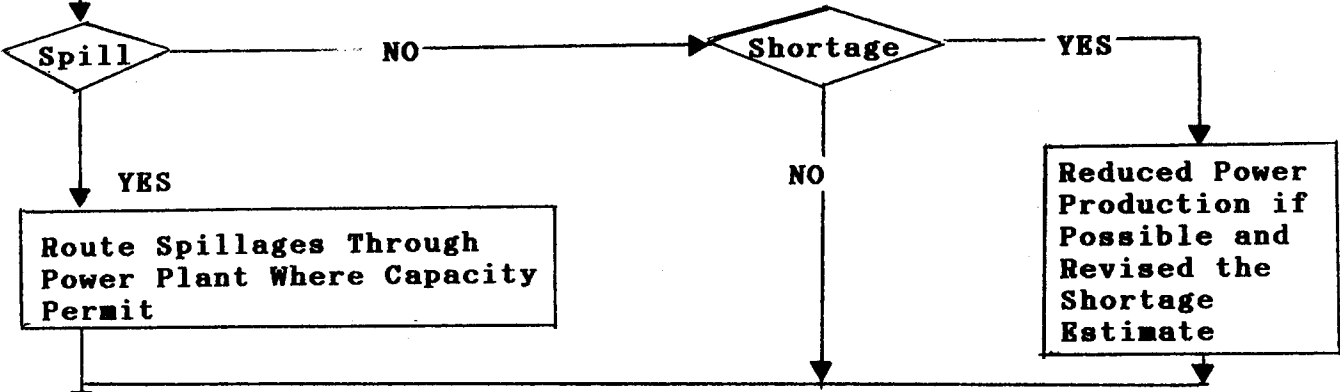 Spill
NO
Shortage
YES
YES
NO
Route Spillages Through
Power Plant Where Capacity
Permit
Reduced Power
Production if
Possible and
Revised the
Shortage
Estimate